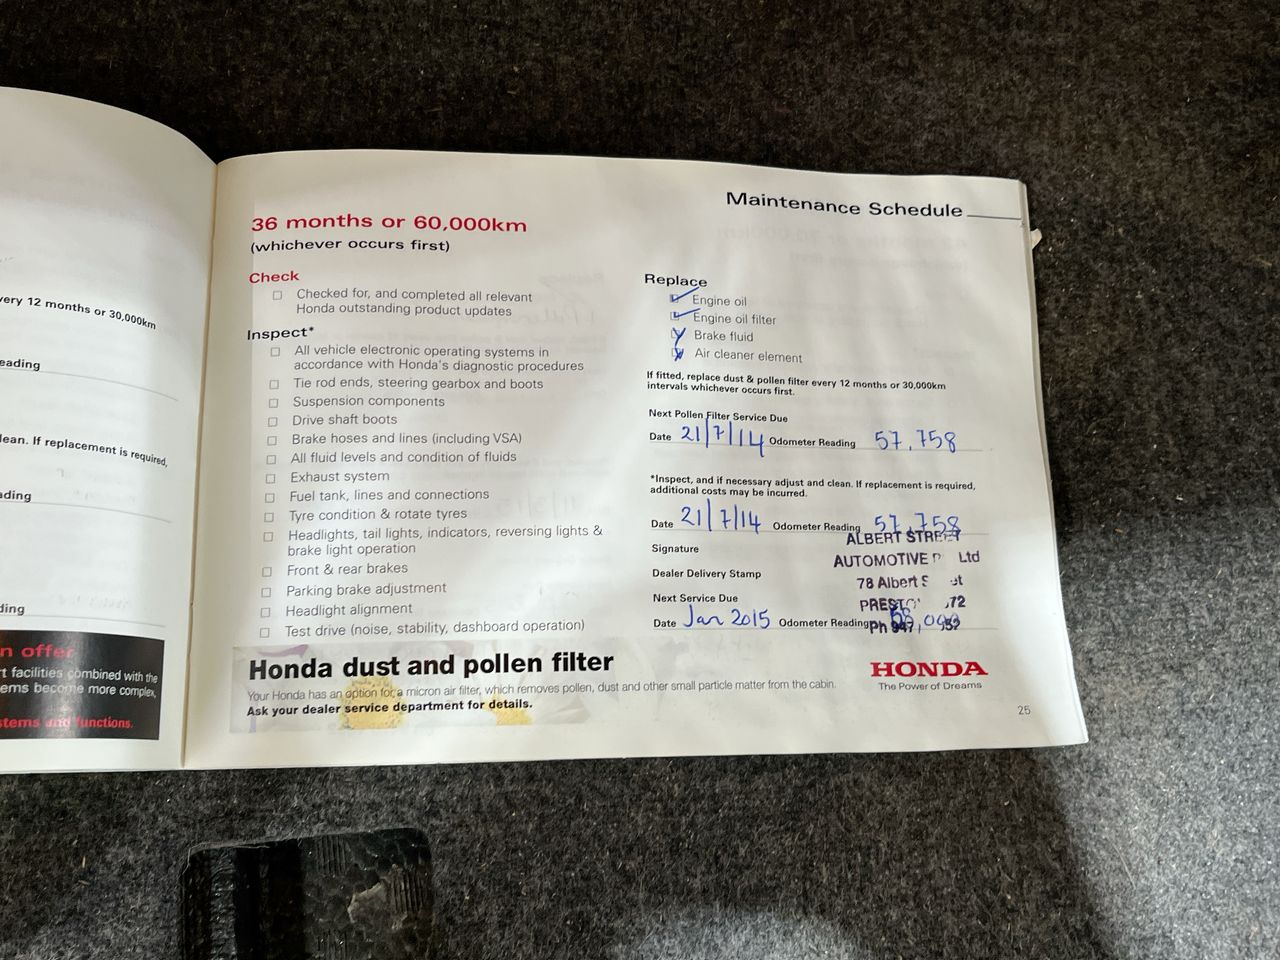 very 12 months or 30,000km
eading
lean. If replacement is required,
ading
ding
n offer
t facilities combined with the
ems become more complex,
stems and functions.
Maintenance Schedule
36 months or 60,000km
(whichever occurs first)
Check
Checked for, and completed all relevant
Honda outstanding product updates
Inspect*
All vehicle electronic operating systems in
accordance with Honda's diagnostic procedures
Tie rod ends, steering gearbox and boots
Suspension components
Drive shaft boots
Brake hoses and lines (including VSA)
All fluid levels and condition of fluids
Exhaust system
Fuel tank, lines and connections
Tyre condition & rotate tyres
Headlights, tail lights, indicators, reversing lights &
brake light operation
Front & rear brakes
Parking brake adjustment
Headlight alignment
Test drive (noise, stability, dashboard operation)
Replace
Engine oil
Engine oil filter
Brake fluid
Air cleaner element
If fitted, replace dust & pollen filter every 12 months or 30,000km
intervals whichever occurs first.
Next Pollen Filter Service Due
Date 21/7/14 Odometer Reading 57,758
*Inspect, and if necessary adjust and clean. If replacement is required,
additional costs may be incurred.
Date 21/7/14 Odometer Reading 57,758
ALBERT STREET
Signature
AUTOMOTIVE Ltd
Dealer Delivery Stamp
78 Albert
Next Service Due
Date Jan 2015 Odometer Reading
Ph
Honda dust and pollen filter
Your Honda has an option for a micron air filter, which removes pollen, dust and other small particle matter from the cabin.
Ask your dealer service department for details.
HONDA
The Power of Dreams
25